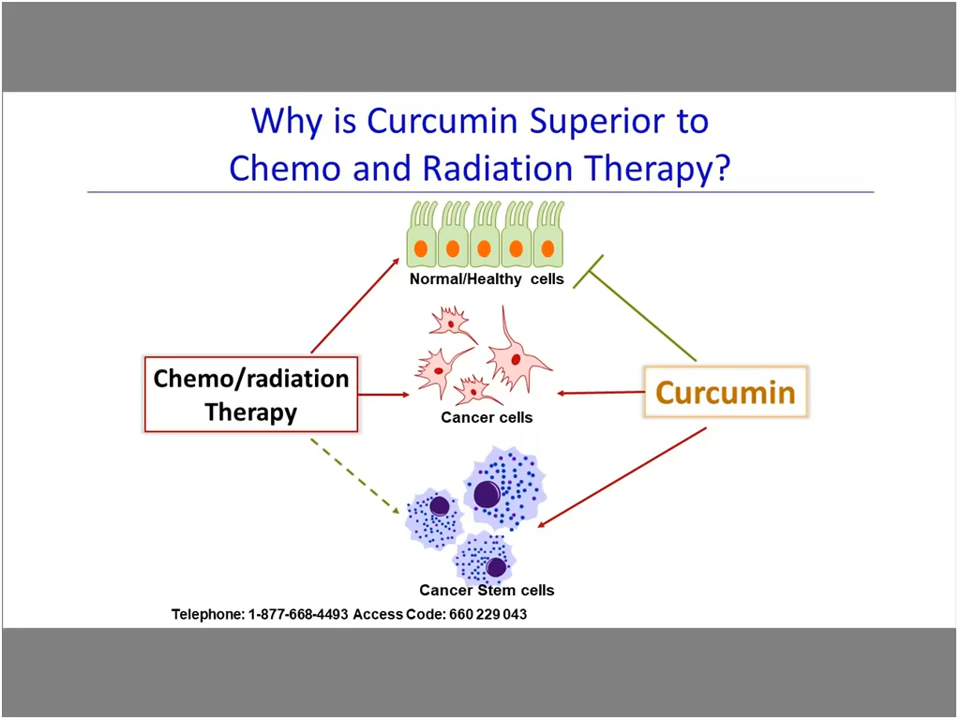 Why is Curcumin Superior to
Chemo and Radiation Therapy?
Normal/Healthy cells
Chemo/radiation
Therapy
Cancer cells
Curcumin
Cancer Stem cells
Telephone: 1-877-668-4493 Access Code: 660 229 043